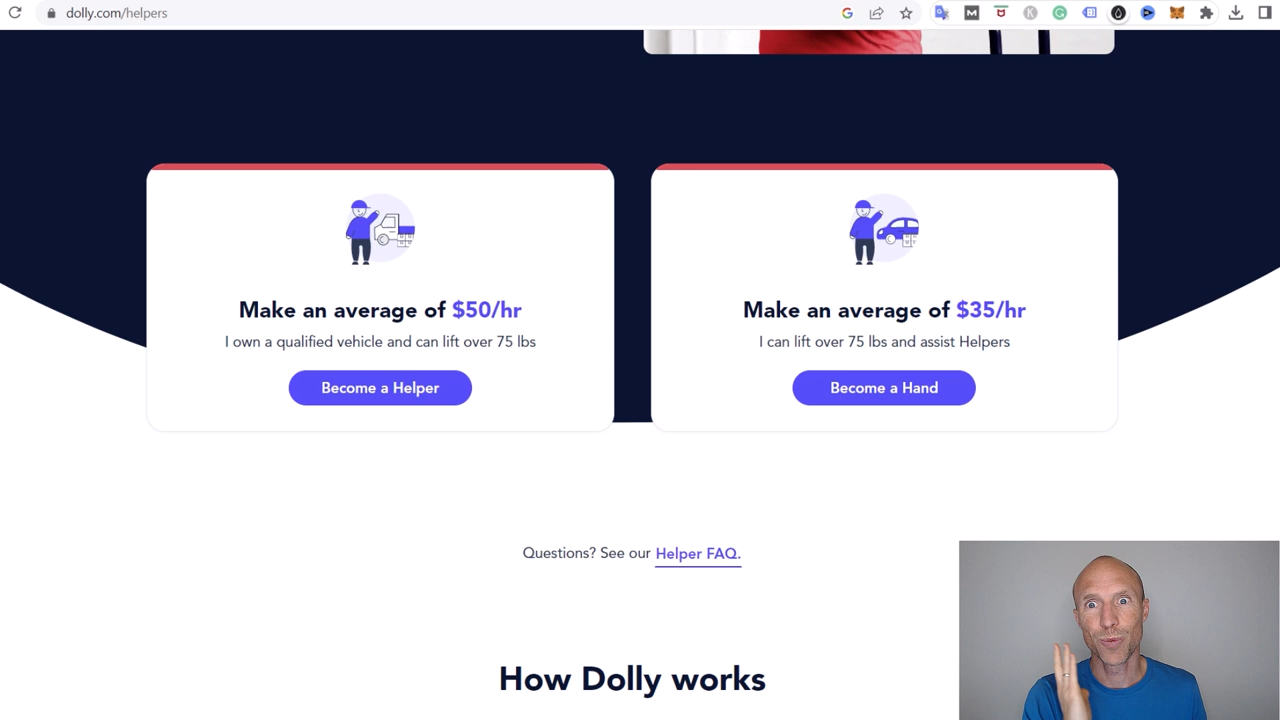 dolly.com/helpers
Make an average of $50/hr
I own a qualified vehicle and can lift over 75 lbs
Become a Helper
Make an average of $35/hr
I can lift over 75 lbs and assist Helpers
Become a Hand
Questions? See our Helper FAQ.
How Dolly works